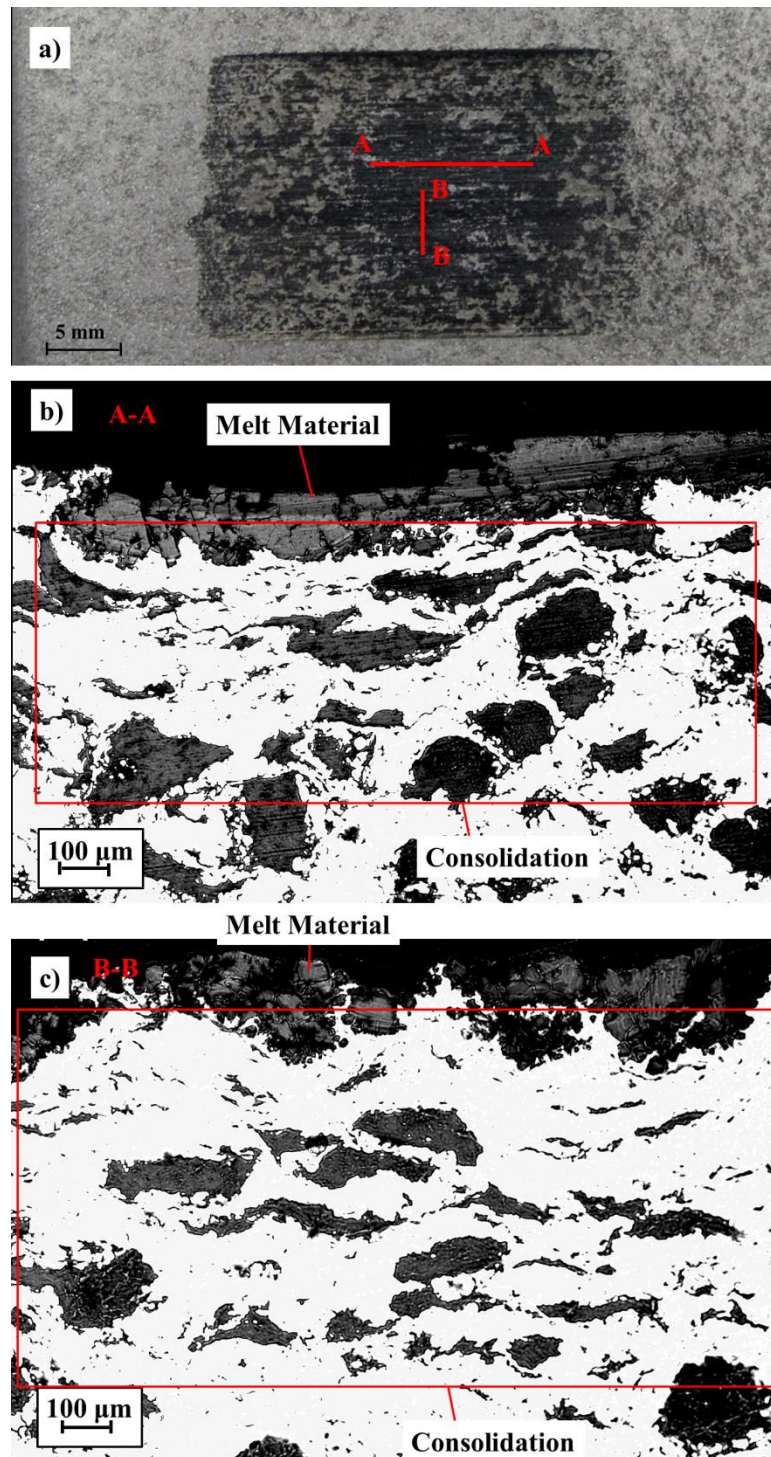 a)
A
A
B
B
5 mm
b)
A-A
Melt Material
100 μm
Consolidation
Melt Material
c)
B-B
100 μm
Consolidation